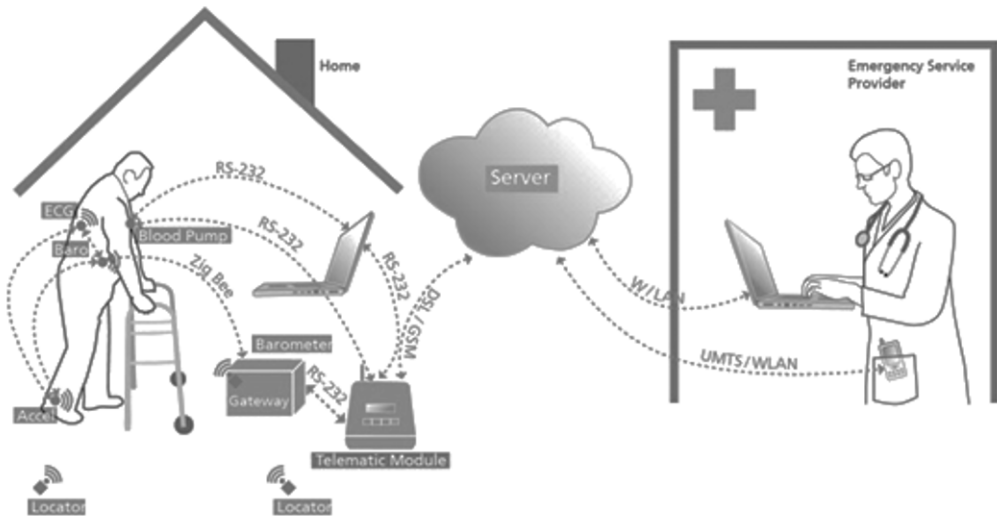 Home
Emergency Service
Provider
RS-232
Server
ECG
Blood Pump
RS-232
Baro
Zig Bee
RS-232
DSL / GSM
W/LAN
Barometer
UMTS/WLAN
RS-232
Gateway
Accel
Telematic Module
Locator
Locator